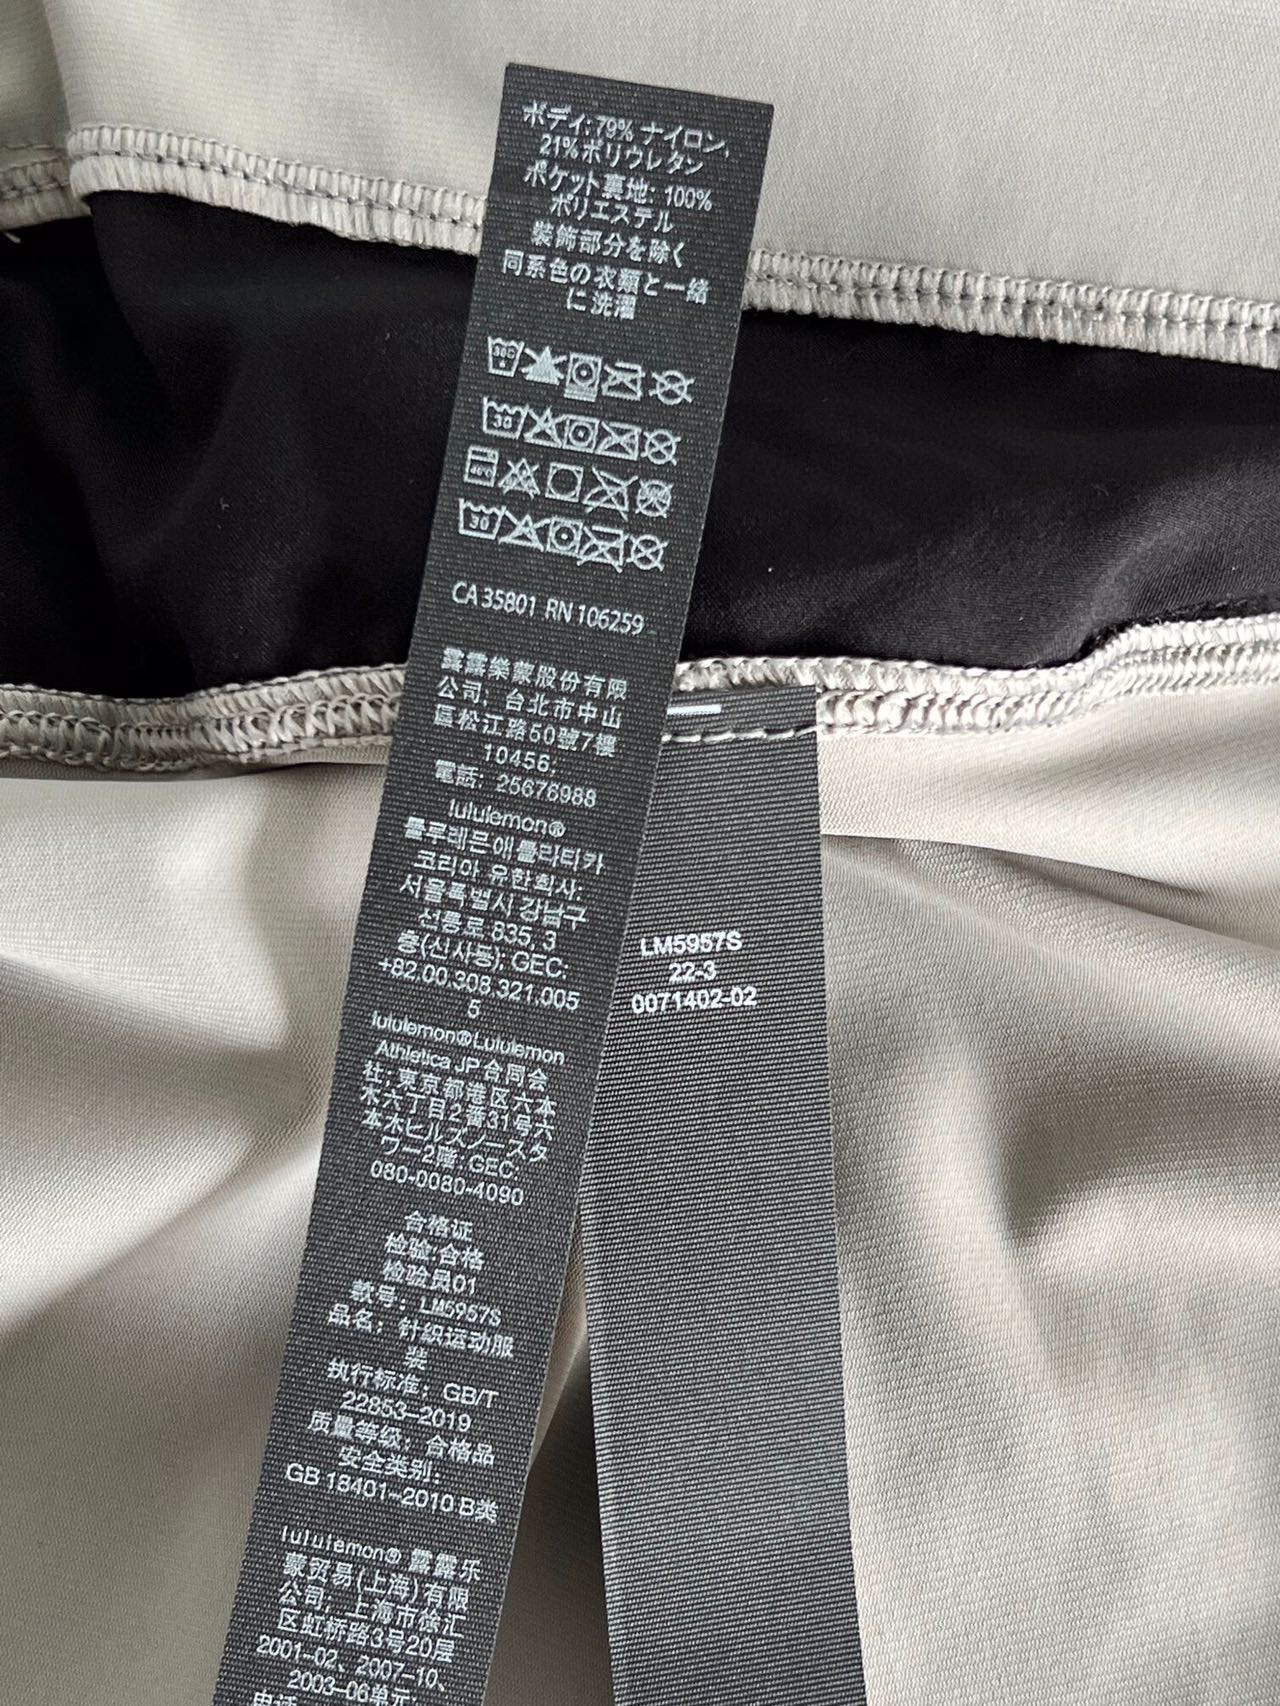 ボディ: 79% ナイロン,
21% ポリウレタン
ポケット裏地: 100%
ポリエステル
装飾部分を除く
同系色の衣類と一緒
に洗濯
30
30
CA 35801 RN 106259
露露樂蒙股份有限
公司; 台北市中山
區松江路50號7樓
10456;
電話: 25676988
lululemon®
룰루레몬애틀라티카
코리아 유한회사:
서울특별시 강남구
선릉로 835, 3
층(신사동); GEC:
+82.00.308.321.005
5
lululemon® Lululemon
Athletica JP 合同会
社; 東京都港区六本
木六丁目2番31号六
本木ヒルズノースタ
ワー2階; GEC:
080-0080-4090
合格证
检验:合格
检验员01
款号: LM5957S
品名: 针织运动服
装
执行标准: GB/T
22853-2019
质量等级: 合格品
安全类别:
GB 18401-2010 B类
lululemon® 露露乐
蒙贸易(上海)有限
公司; 上海市徐汇
区虹桥路3号20层
2001-02、2007-10、
2003-06单元;
LM5957S
22-3
0071402-02